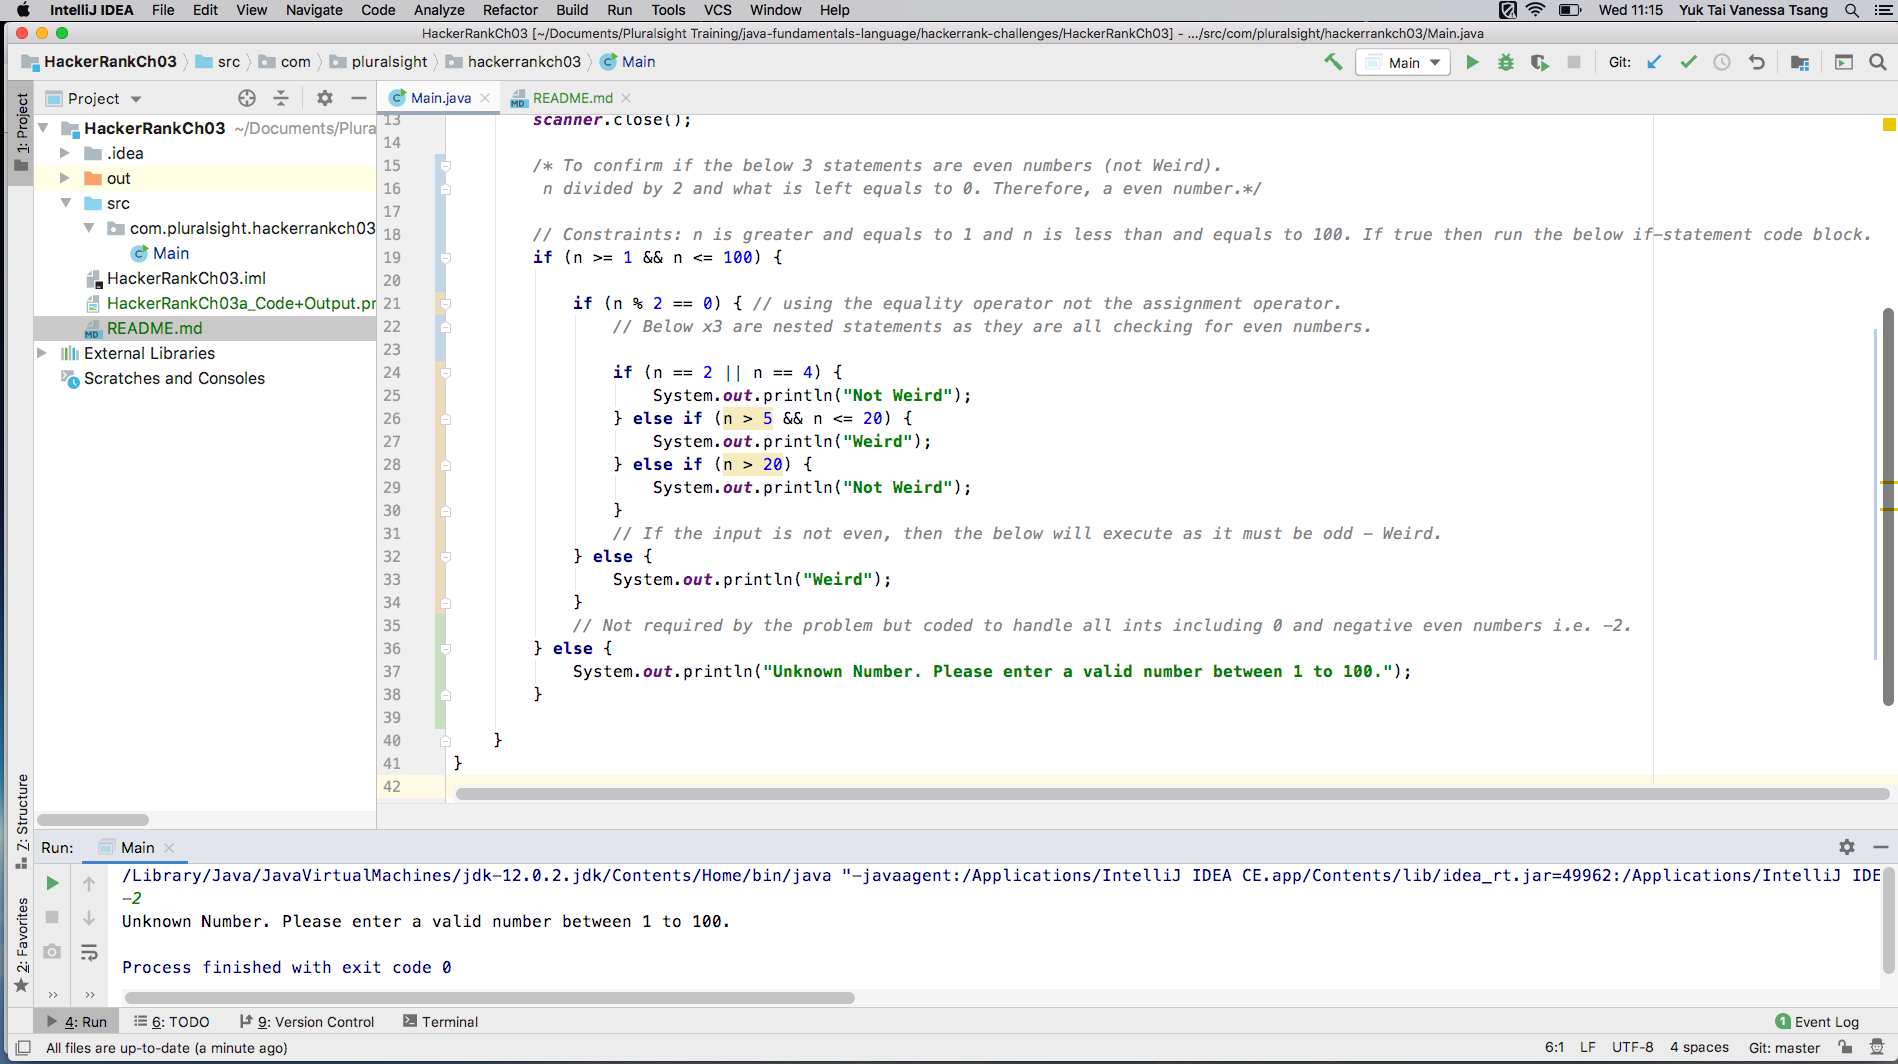 IntelliJ IDEA File Edit View Navigate Code Analyze Refactor Build Run Tools VCS Window Help Wed 11:15 Yuk Tai Vanessa Tsang
HackerRankCh03 [~/Documents/Pluralsight Training/java-fundamentals-language/hackerrank-challenges/HackerRankCh03] - .../src/com/pluralsight/hackerrankch03/Main.java
HackerRankCh03 src com pluralsight hackerrankch03 Main Main Git:
Project
Main.java README.md
1: Project
HackerRankCh03 ~/Documents/Plura
.idea
out
src
com.pluralsight.hackerrankch03
Main
HackerRankCh03.iml
HackerRankCh03a_Code+Output.pr
README.md
External Libraries
Scratches and Consoles
13 scanner.close();
14
15 /* To confirm if the below 3 statements are even numbers (not Weird).
16 n divided by 2 and what is left equals to 0. Therefore, a even number.*/
17
18 // Constraints: n is greater and equals to 1 and n is less than and equals to 100. If true then run the below if-statement code block.
19 if (n >= 1 && n <= 100) {
20
21 if (n % 2 == 0) { // using the equality operator not the assignment operator.
22 // Below x3 are nested statements as they are all checking for even numbers.
23
24 if (n == 2 || n == 4) {
25 System.out.println("Not Weird");
26 } else if (n > 5 && n <= 20) {
27 System.out.println("Weird");
28 } else if (n > 20) {
29 System.out.println("Not Weird");
30 }
31 // If the input is not even, then the below will execute as it must be odd - Weird.
32 } else {
33 System.out.println("Weird");
34 }
35 // Not required by the problem but coded to handle all ints including 0 and negative even numbers i.e. -2.
36 } else {
37 System.out.println("Unknown Number. Please enter a valid number between 1 to 100.");
38 }
39
40 }
41 }
42
7: Structure
2: Favorites
Run: Main
/Library/Java/JavaVirtualMachines/jdk-12.0.2.jdk/Contents/Home/bin/java "-javaagent:/Applications/IntelliJ IDEA CE.app/Contents/lib/idea_rt.jar=49962:/Applications/IntelliJ IDE
-2
Unknown Number. Please enter a valid number between 1 to 100.
Process finished with exit code 0
4: Run 6: TODO 9: Version Control Terminal 1 Event Log
All files are up-to-date (a minute ago) 6:1 LF UTF-8 4 spaces Git: master